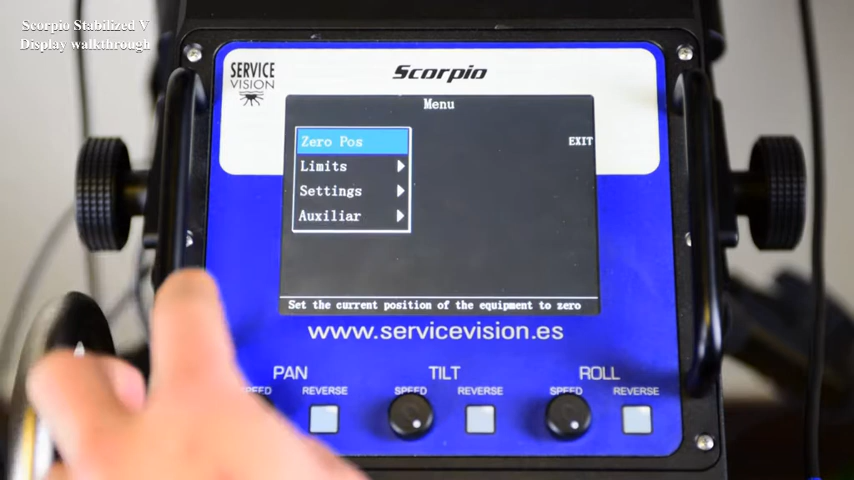 Scorpio Stabilized V
Display walkthrough
SERVICE
VISION
Scorpio
Menu
Zero Pos
EXIT
Limits
Settings
Auxiliar
Set the current position of the equipment to zero
www.servicevision.es
PAN
TILT
ROLL
REVERSE
SPEED
REVERSE
SPEED
REVERSE